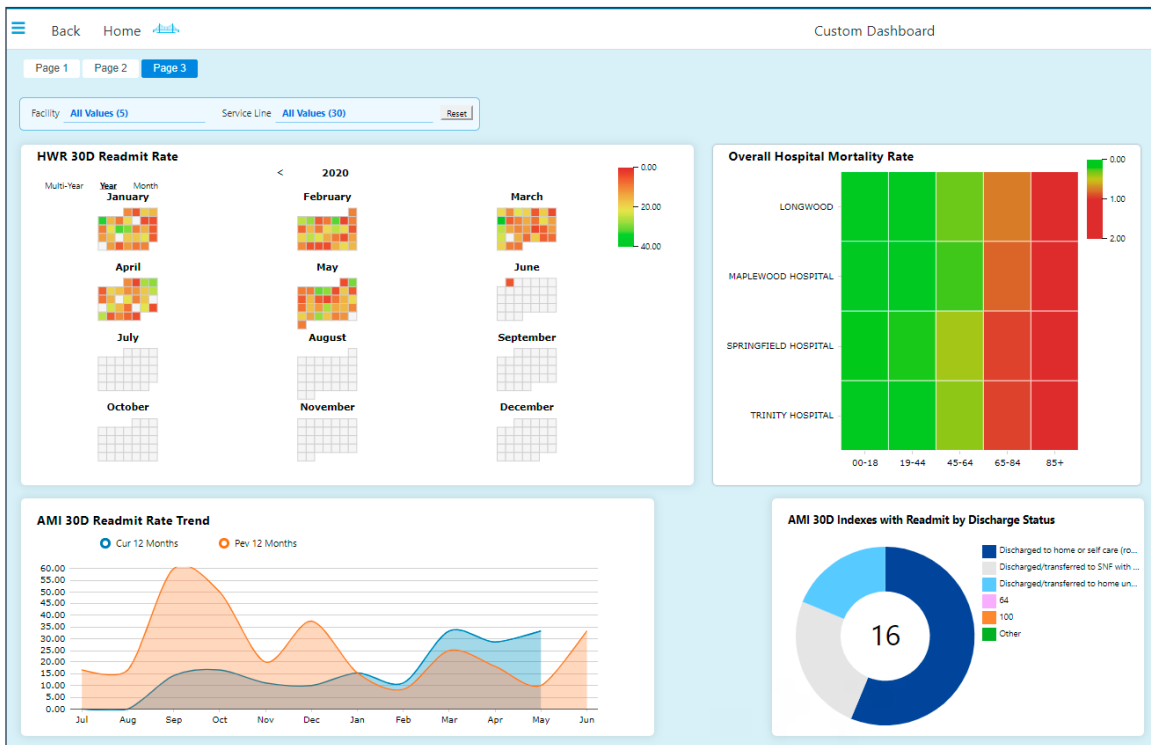 Back Home Custom Dashboard
Page 1 Page 2 Page 3
Facility All Values (5) Service Line All Values (30) Reset
HWR 30D Readmit Rate
< 2020
Multi-Year Year Month
0.00
20.00
40.00
January February March
April May June
July August September
October November December
Overall Hospital Mortality Rate
0.00
1.00
2.00
LONGWOOD
MAPLEWOOD HOSPITAL
SPRINGFIELD HOSPITAL
TRINITY HOSPITAL
00-18 19-44 45-64 65-84 85+
AMI 30D Readmit Rate Trend
Cur 12 Months Pev 12 Months
60.00
55.00
50.00
45.00
40.00
35.00
30.00
25.00
20.00
15.00
10.00
5.00
0.00
Jul Aug Sep Oct Nov Dec Jan Feb Mar Apr May Jun
AMI 30D Indexes with Readmit by Discharge Status
16
Discharged to home or self care (ro...
Discharged/transferred to SNF with ...
Discharged/transferred to home un...
64
100
Other